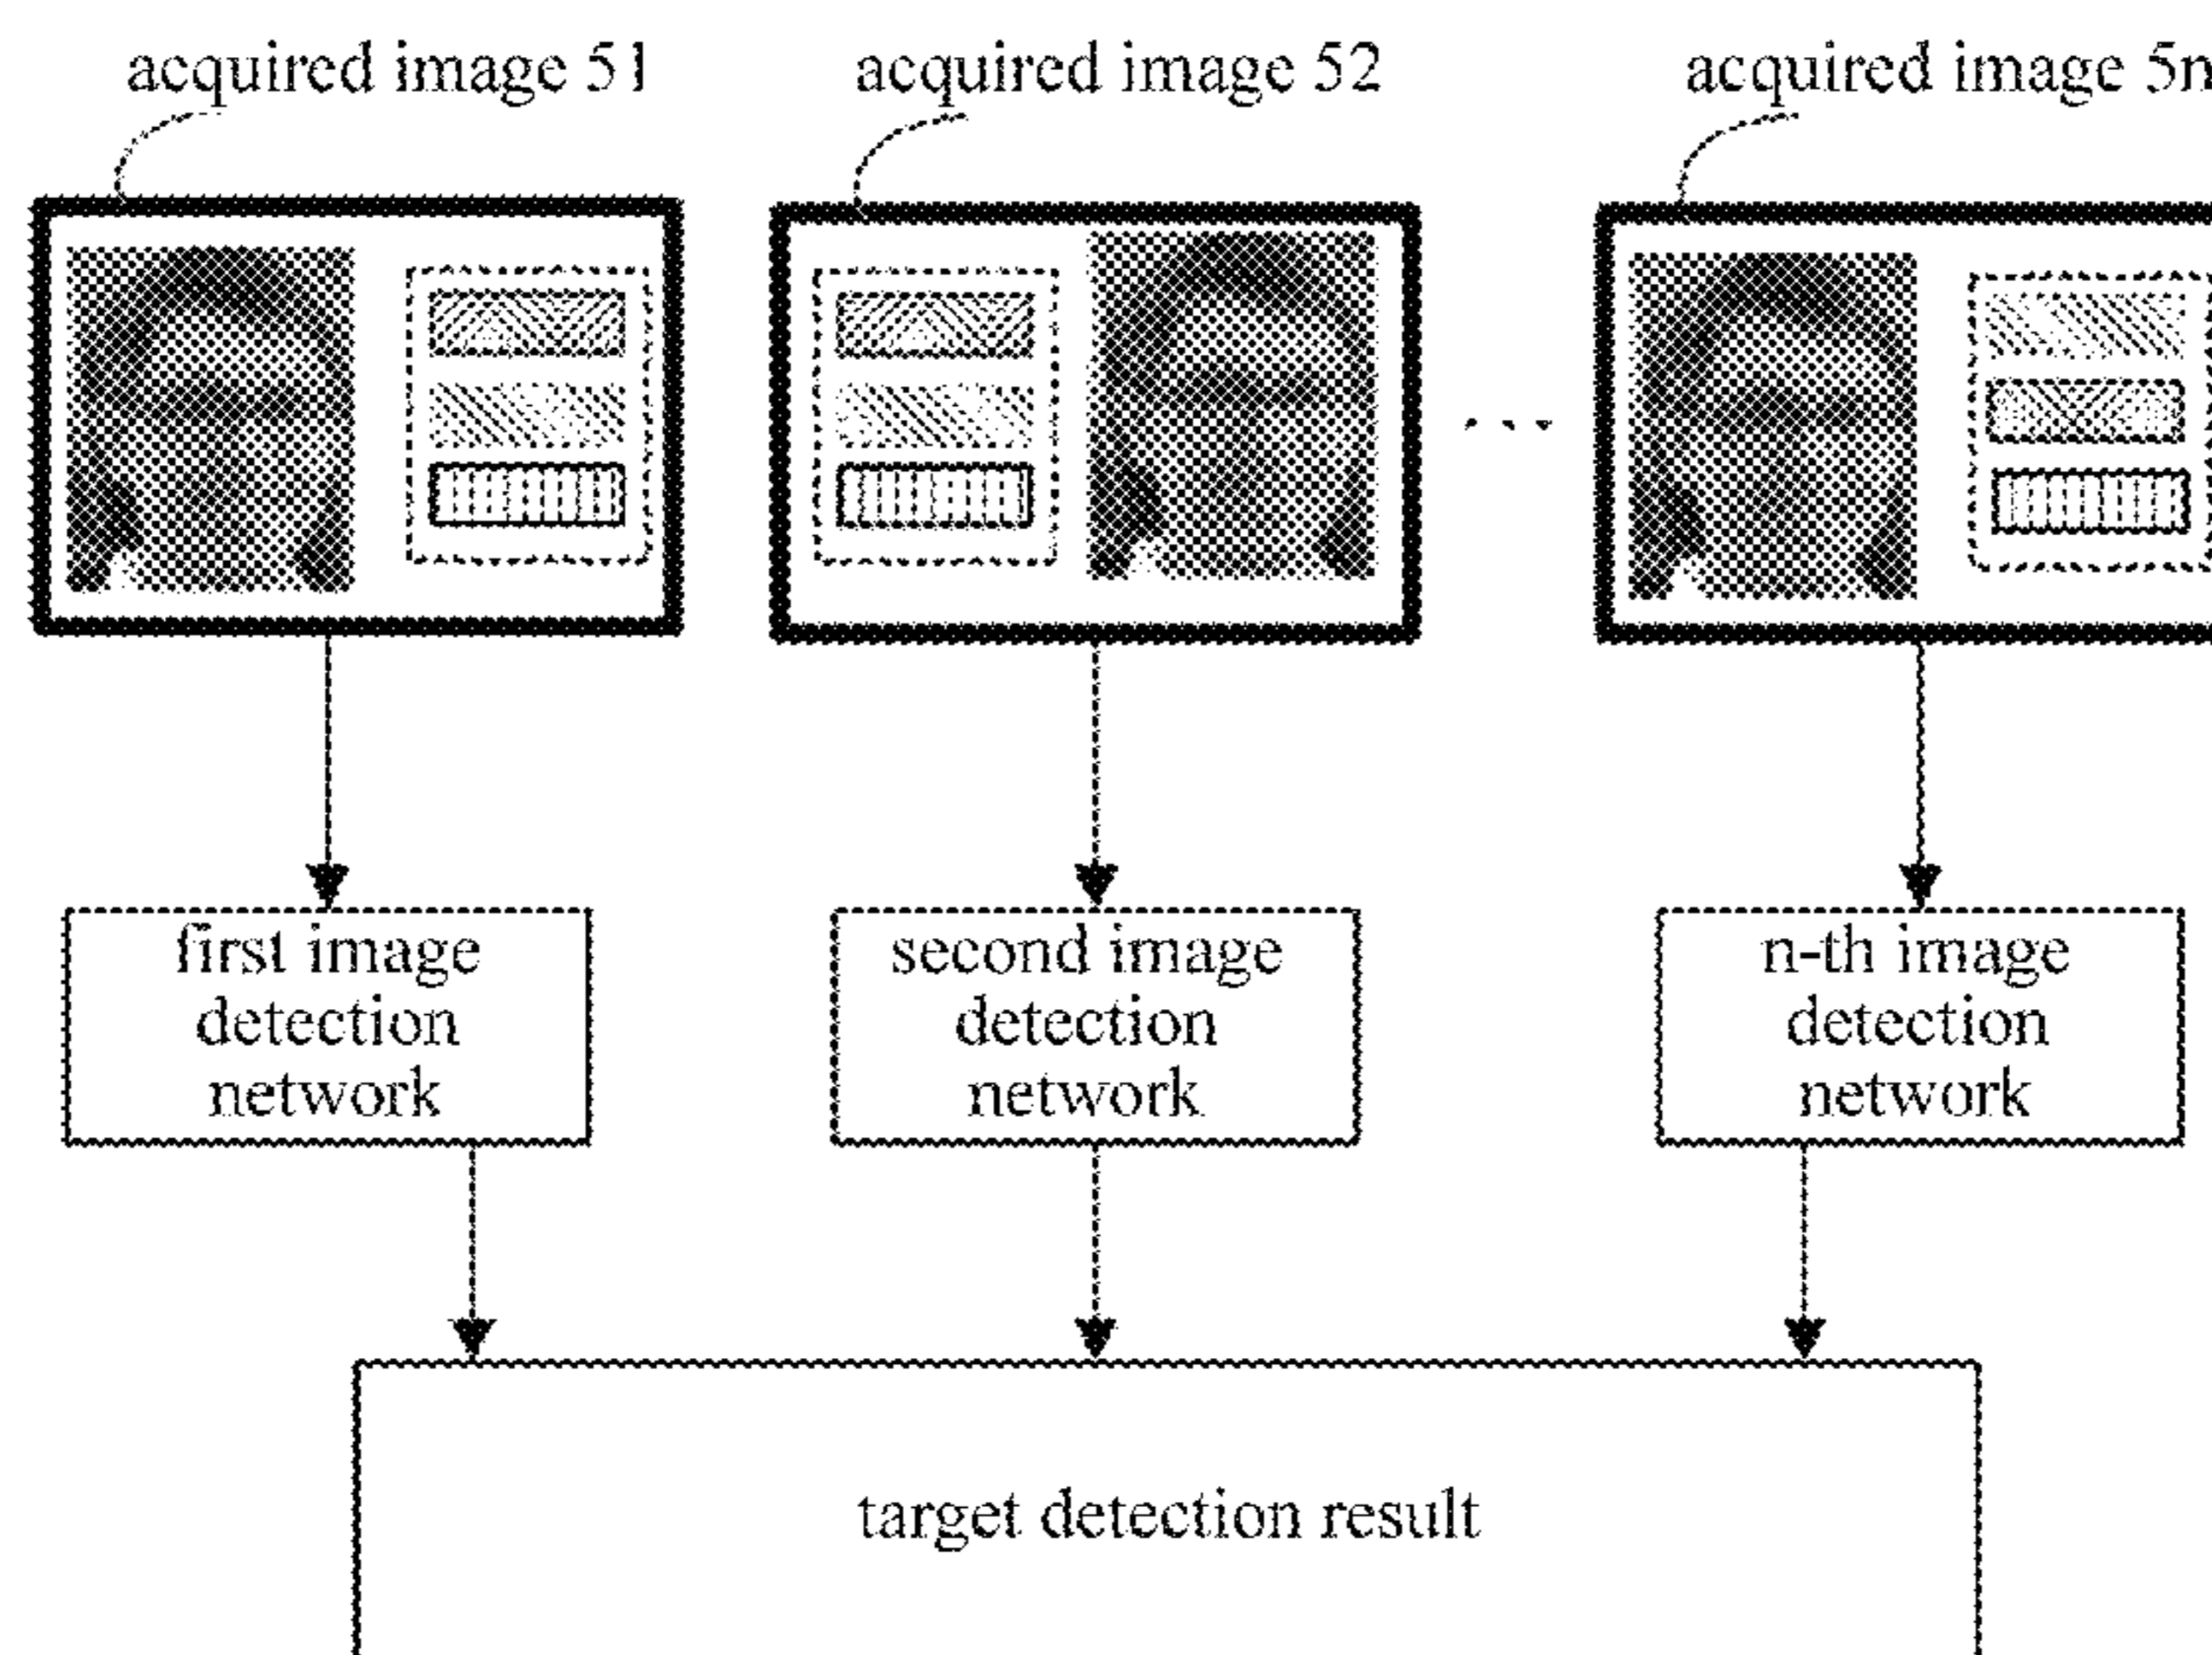 acquired image 51
acquired image 52
acquired image 5n
. . .
first image
detection
network
second image
detection
network
n-th image
detection
network
target detection result